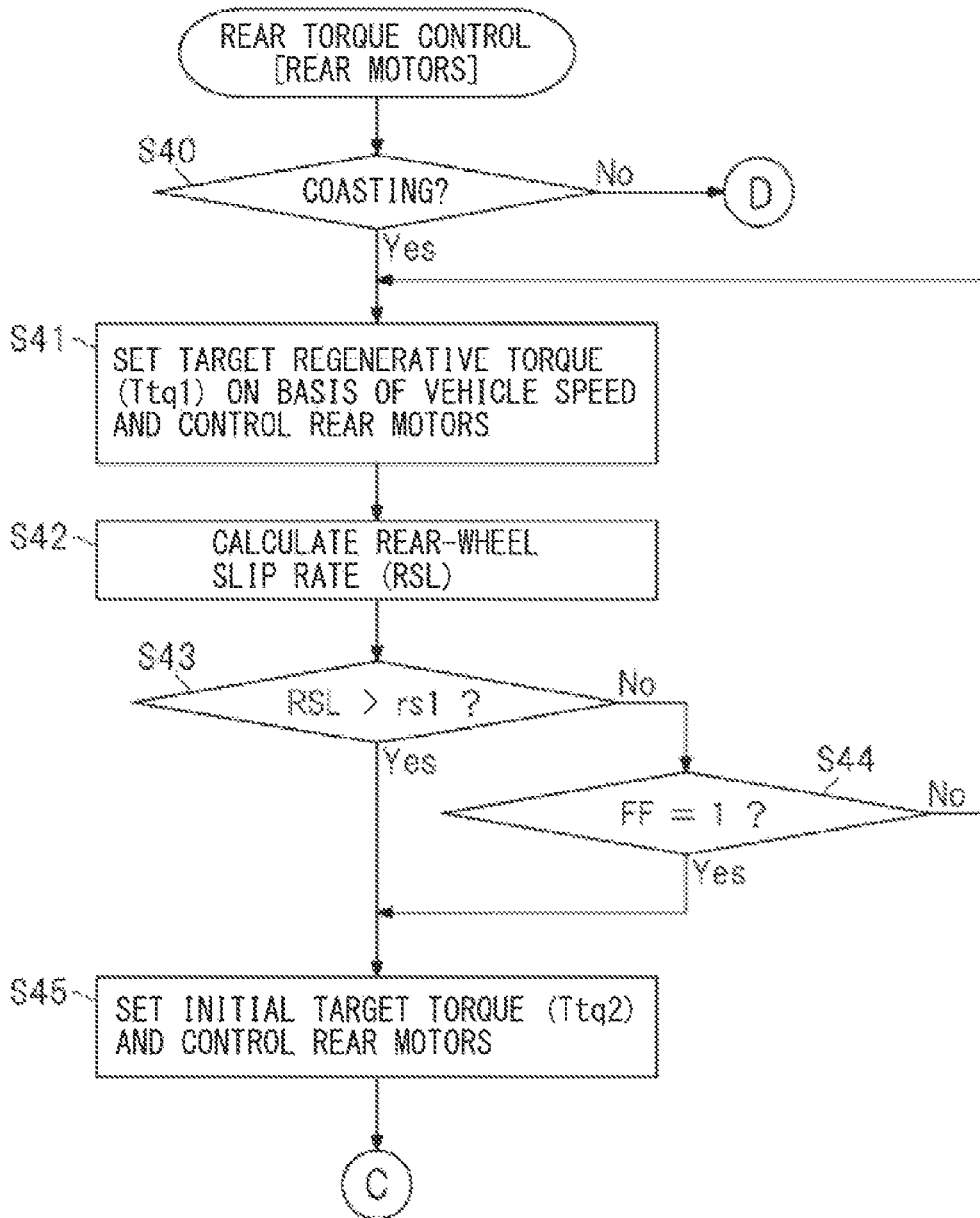 REAR TORQUE CONTROL
[REAR MOTORS]
S40
COASTING?
No
D
Yes
S41
SET TARGET REGENERATIVE TORQUE
(Ttq1) ON BASIS OF VEHICLE SPEED
AND CONTROL REAR MOTORS
S42
CALCULATE REAR-WHEEL
SLIP RATE (RSL)
S43
RSL > rs1 ?
No
Yes
S44
FF = 1 ?
No
Yes
S45
SET INITIAL TARGET TORQUE (Ttq2)
AND CONTROL REAR MOTORS
C